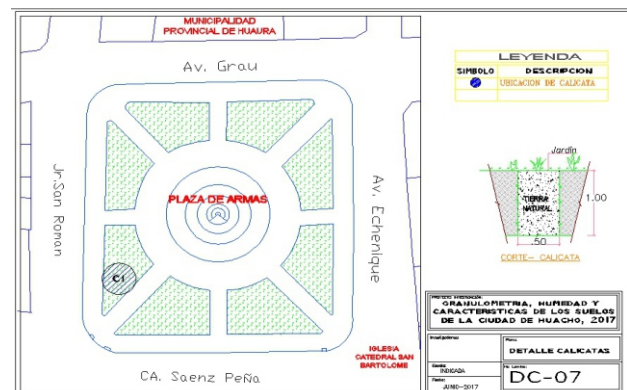 MUNICIPALIDAD
PROVINCIAL DE HUAURA
Av. Grau
Jr.San Roman
PLAZA DE ARMAS
Av. Echenique
C1
CA. Saenz Peña
IGLESIA
CATEDRAL SAN
BARTOLOME
LEYENDA
SIMBOLO DESCRIPCION
UBICACION DE CALICATA
Jardin
TIERRA
NATURAL
1.00
.50
CORTE- CALICATA
GRANULOMETRIA, HUMEDAD Y
CARACTERISTICAS DE LOS SUELOS
DE LA CIUDAD DE HUACHO, 2017
Plano:
DETALLE CALICATAS
INDICADA
Fecha:
JUNIO-2017
DC-07